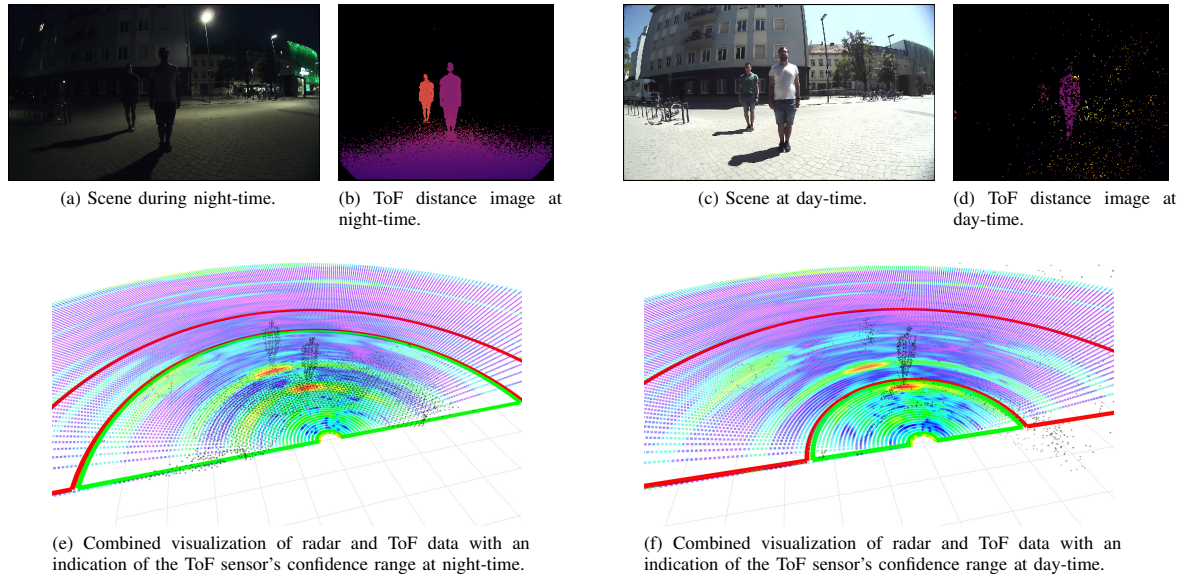 (a) Scene during night-time.
(b) ToF distance image at
night-time.
(c) Scene at day-time.
(d) ToF distance image at
day-time.
(e) Combined visualization of radar and ToF data with an
indication of the ToF sensor's confidence range at night-time.
(f) Combined visualization of radar and ToF data with an
indication of the ToF sensor's confidence range at day-time.